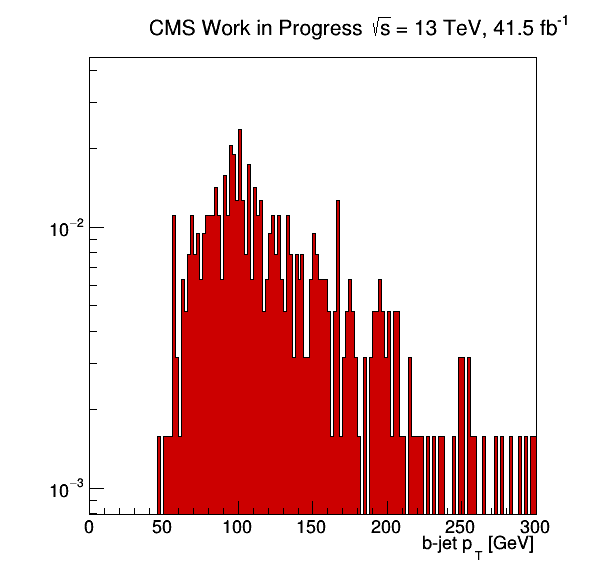 CMS Work in Progress √s = 13 TeV, 41.5 fb⁻¹
10⁻²
10⁻³
0 50 100 150 200 250 300
b-jet p_T [GeV]